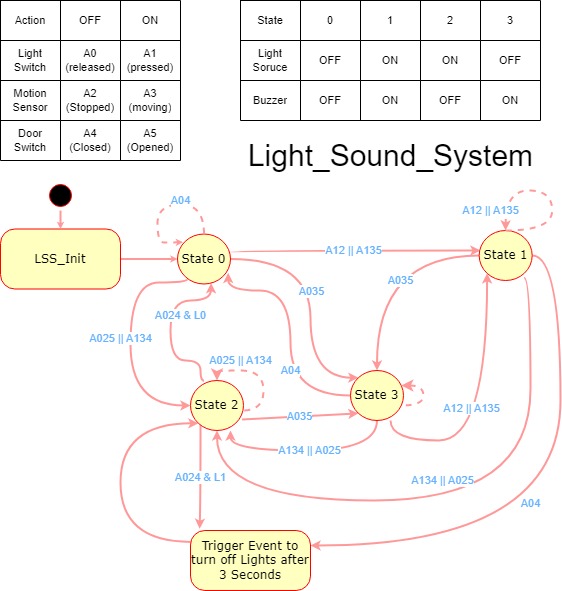 Action OFF ON
Light Switch A0 (released) A1 (pressed)
Motion Sensor A2 (Stopped) A3 (moving)
Door Switch A4 (Closed) A5 (Opened)
State 0 1 2 3
Light Soruce OFF ON ON OFF
Buzzer OFF ON OFF ON
Light_Sound_System
A04
A12 || A135
LSS_Init
State 0
A12 || A135
State 1
A035
A035
A024 & L0
A025 || A134
A025 || A134
A04
State 2
State 3
A035
A12 || A135
A134 || A025
A024 & L1
A134 || A025
A04
Trigger Event to
turn off Lights after
3 Seconds